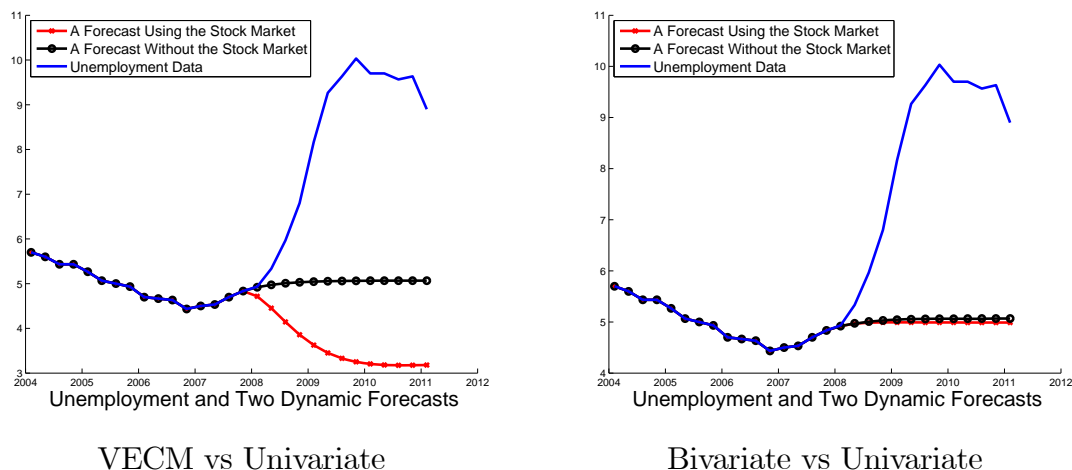 11
10
9
8
7
6
5
4
3
2004 2005 2006 2007 2008 2009 2010 2011 2012
A Forecast Using the Stock Market
A Forecast Without the Stock Market
Unemployment Data
Unemployment and Two Dynamic Forecasts
VECM vs Univariate
11
10
9
8
7
6
5
4
2004 2005 2006 2007 2008 2009 2010 2011 2012
A Forecast Using the Stock Market
A Forecast Without the Stock Market
Unemployment Data
Unemployment and Two Dynamic Forecasts
Bivariate vs Univariate